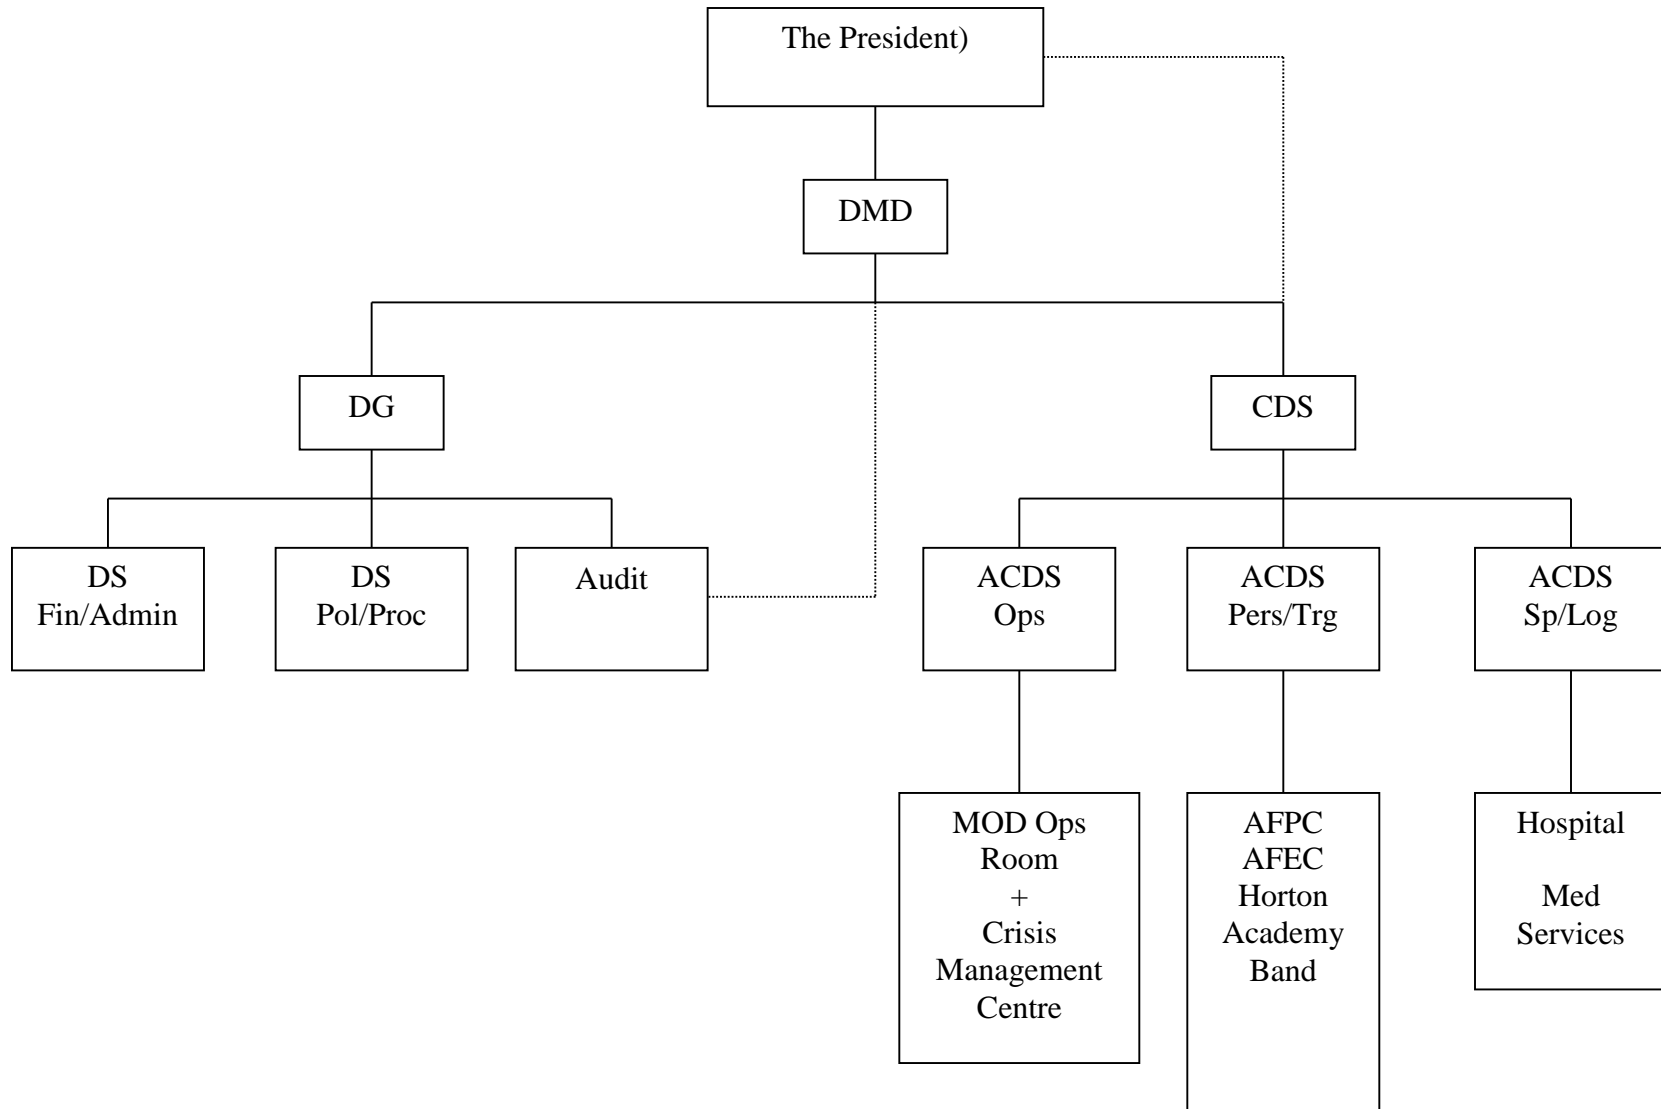 The President)
DMD
DG
CDS
DS
Fin/Admin
DS
Pol/Proc
Audit
ACDS
Ops
ACDS
Pers/Trg
ACDS
Sp/Log
MOD Ops
Room
+
Crisis
Management
Centre
AFPC
AFEC
Horton
Academy
Band
Hospital
Med
Services